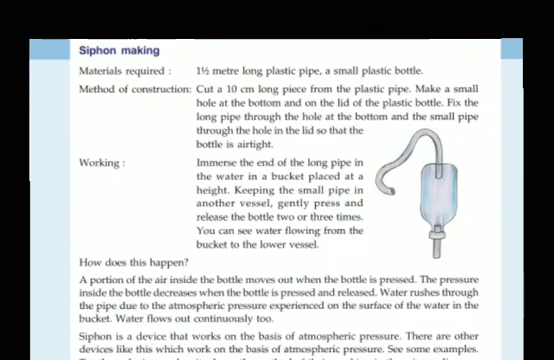 Siphon making
Materials required : 1½ metre long plastic pipe, a small plastic bottle.
Method of construction: Cut a 10 cm long piece from the plastic pipe. Make a small
hole at the bottom and on the lid of the plastic bottle. Fix the
long pipe through the hole at the bottom and the small pipe
through the hole in the lid so that the
bottle is airtight.
Working : Immerse the end of the long pipe in
the water in a bucket placed at a
height. Keeping the small pipe in
another vessel, gently press and
release the bottle two or three times.
You can see water flowing from the
bucket to the lower vessel.
How does this happen?
A portion of the air inside the bottle moves out when the bottle is pressed. The pressure
inside the bottle decreases when the bottle is pressed and released. Water rushes through
the pipe due to the atmospheric pressure experienced on the surface of the water in the
bucket. Water flows out continuously too.
Siphon is a device that works on the basis of atmospheric pressure. There are other
devices like this which work on the basis of atmospheric pressure. See some examples.